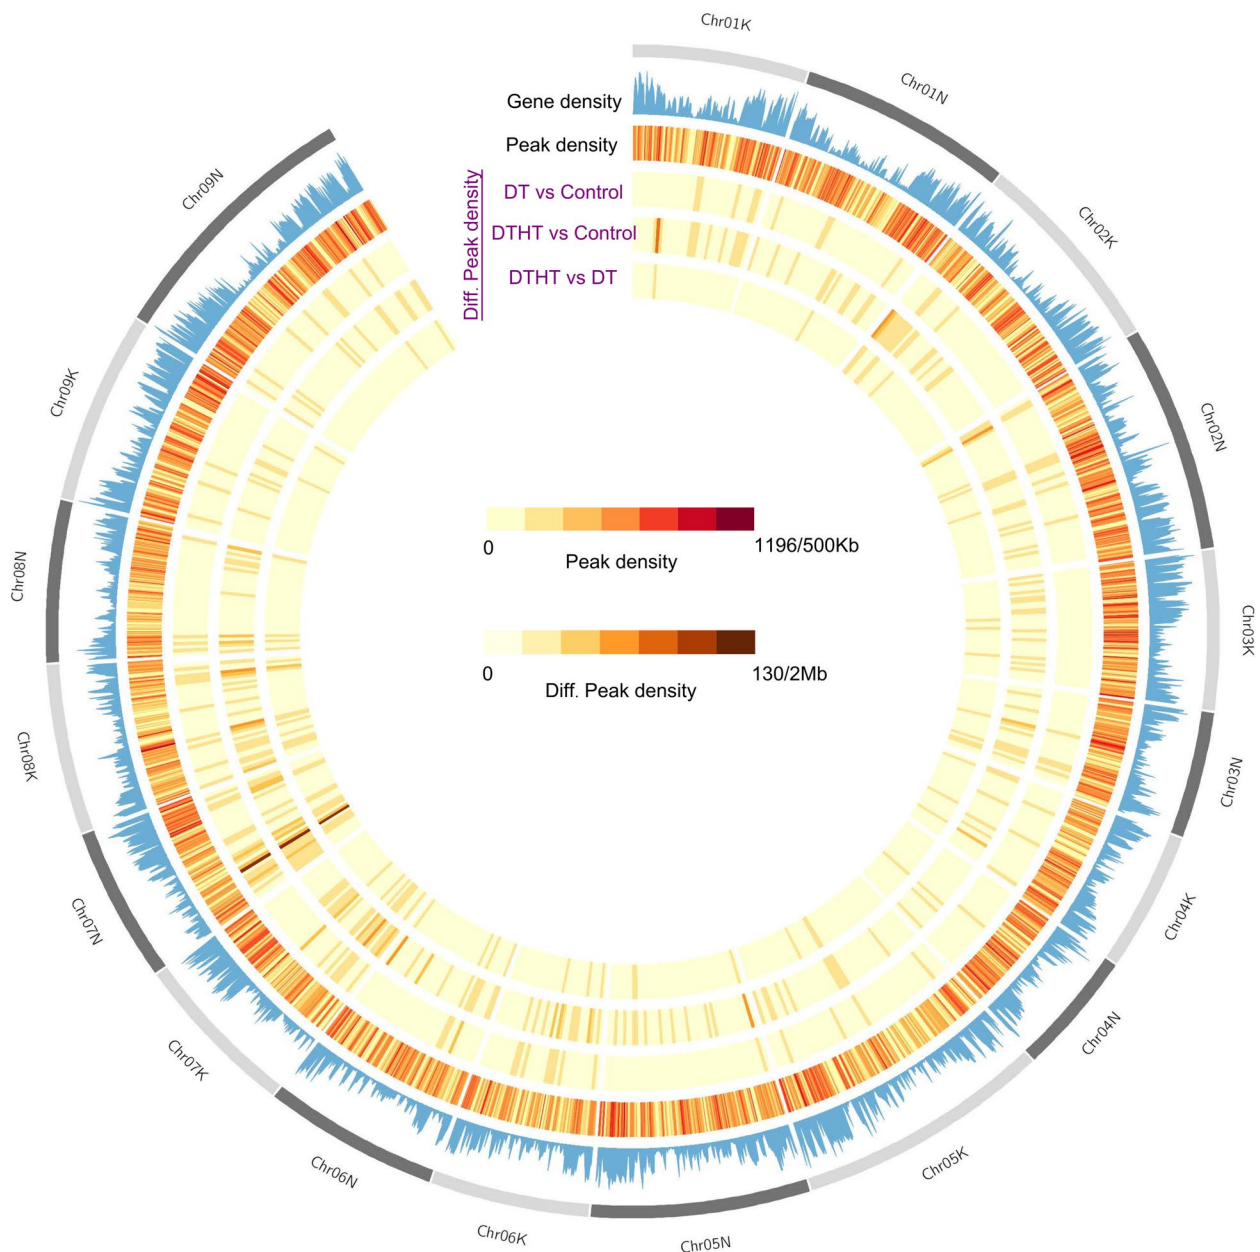 Chr01K
Chr01N
Chr02K
Chr02N
Chr03K
Chr03N
Chr04K
Chr04N
Chr05K
Chr05N
Chr06K
Chr06N
Chr07K
Chr07N
Chr08K
Chr08N
Chr09K
Chr09N
Gene density
Peak density
Diff. Peak density
DT vs Control
DTHT vs Control
DTHT vs DT
0
1196/500Kb
Peak density
0
130/2Mb
Diff. Peak density